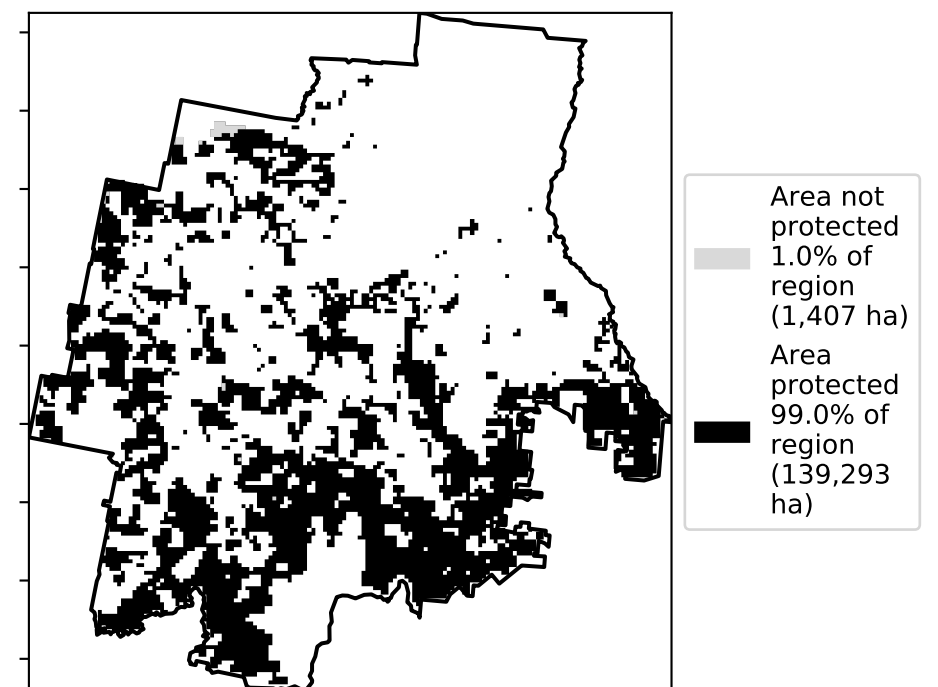 Area not
protected
1.0% of
region
(1,407 ha)
Area
protected
99.0% of
region
(139,293
ha)